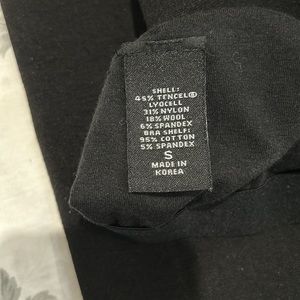 SHELL:
45% TENCEL®
LYOCELL
31% NYLON
18% WOOL
6% SPANDEX
BRA SHELF:
95% COTTON
5% SPANDEX
S
MADE IN
KOREA